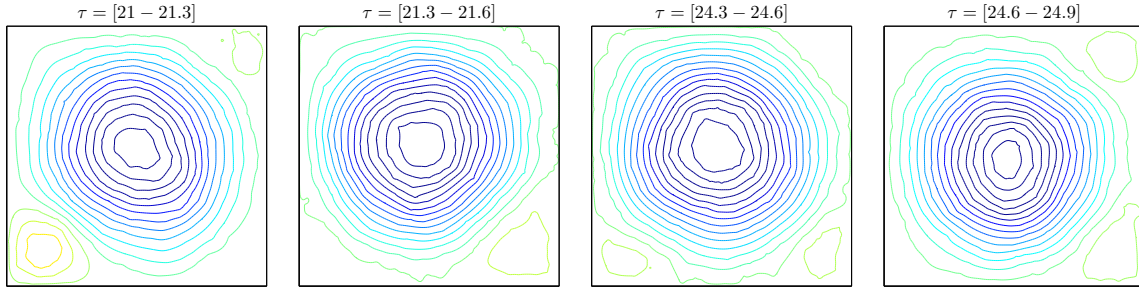 τ = [21 − 21.3]
τ = [21.3 − 21.6]
τ = [24.3 − 24.6]
τ = [24.6 − 24.9]